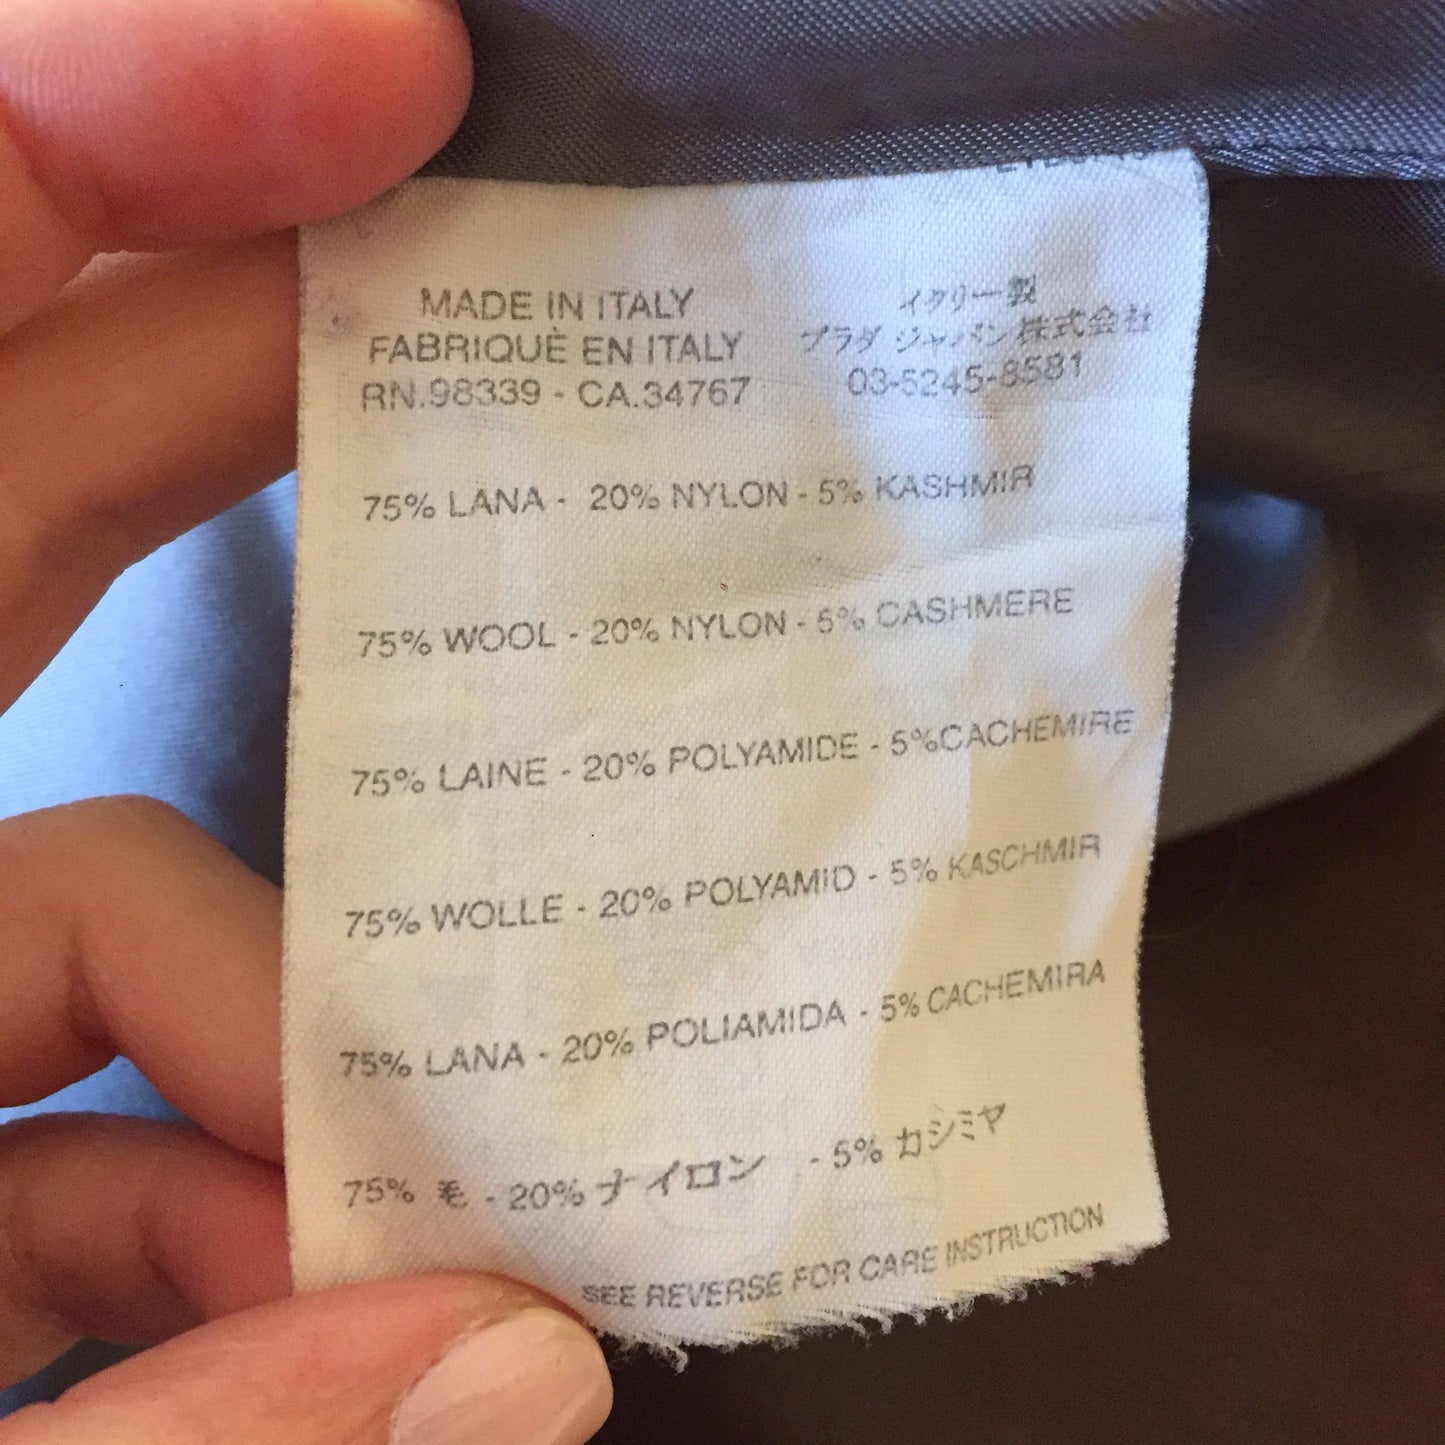 MADE IN ITALY
FABRIQUÈ EN ITALY
RN.98339 - CA.34767
イタリー製
プラダ ジャパン株式会社
03-5245-8581
75% LANA - 20% NYLON - 5% KASHMIR
75% WOOL - 20% NYLON - 5% CASHMERE
75% LAINE - 20% POLYAMIDE - 5%CACHEMIRE
75% WOLLE - 20% POLYAMID - 5% KASCHMIR
75% LANA - 20% POLIAMIDA - 5% CACHEMIRA
75% 毛 - 20% ナイロン - 5% カシミヤ
SEE REVERSE FOR CARE INSTRUCTION